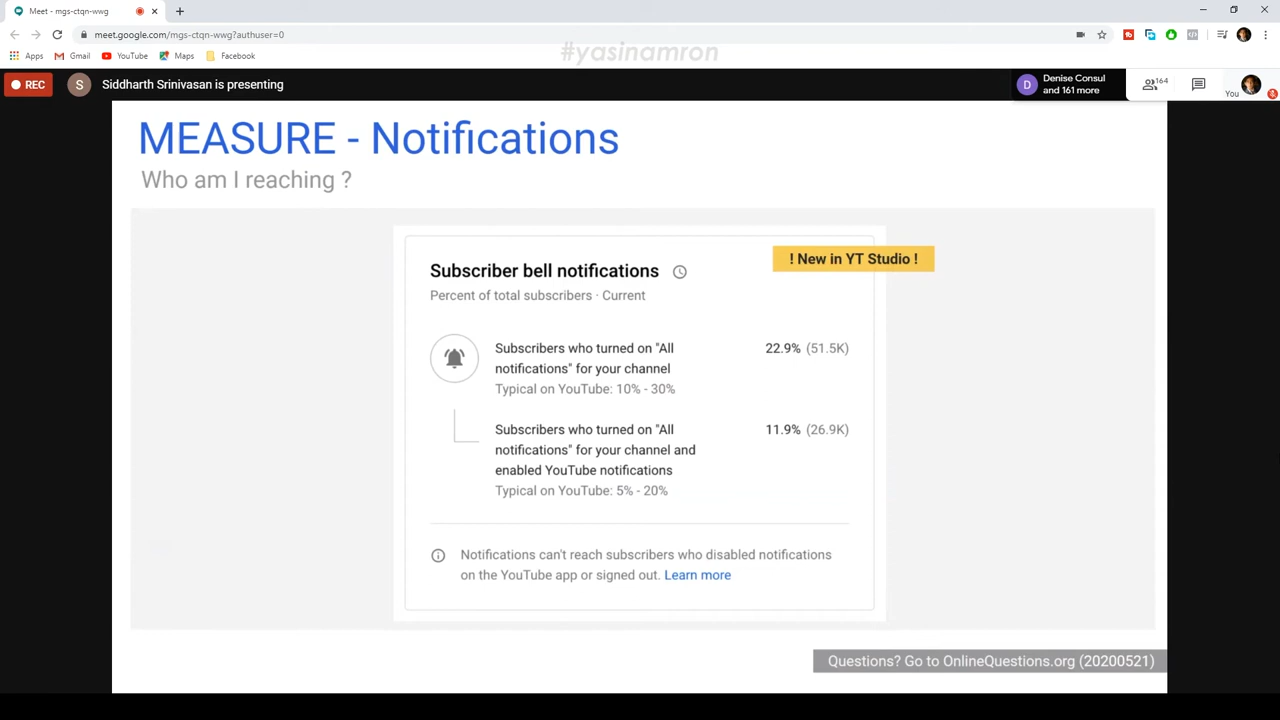 Meet - mgs-ctqn-wwg
meet.google.com/mgs-ctqn-wwg?authuser=0
Apps
Gmail
YouTube
Maps
Facebook
#yasinamron
REC
S
Siddharth Srinivasan is presenting
D
Denise Consul
and 161 more
164
You
MEASURE - Notifications
Who am I reaching ?
! New in YT Studio !
Subscriber bell notifications
Percent of total subscribers · Current
Subscribers who turned on "All
notifications" for your channel
22.9% (51.5K)
Typical on YouTube: 10% - 30%
Subscribers who turned on "All
notifications" for your channel and
enabled YouTube notifications
11.9% (26.9K)
Typical on YouTube: 5% - 20%
Notifications can't reach subscribers who disabled notifications
on the YouTube app or signed out. Learn more
Questions? Go to OnlineQuestions.org (20200521)